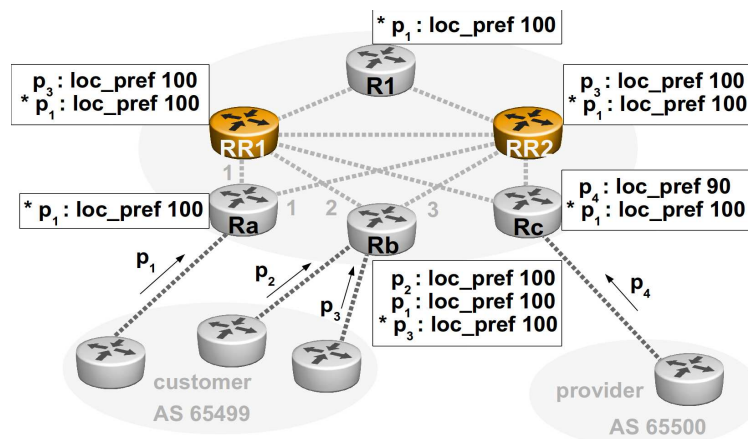 * p1 : loc_pref 100
R1
p3 : loc_pref 100
* p1 : loc_pref 100
p3 : loc_pref 100
* p1 : loc_pref 100
RR1
RR2
1
1
2
3
* p1 : loc_pref 100
Ra
Rb
Rc
p4 : loc_pref 90
* p1 : loc_pref 100
p1
p2
p3
p2 : loc_pref 100
p1 : loc_pref 100
* p3 : loc_pref 100
p4
customer
AS 65499
provider
AS 65500